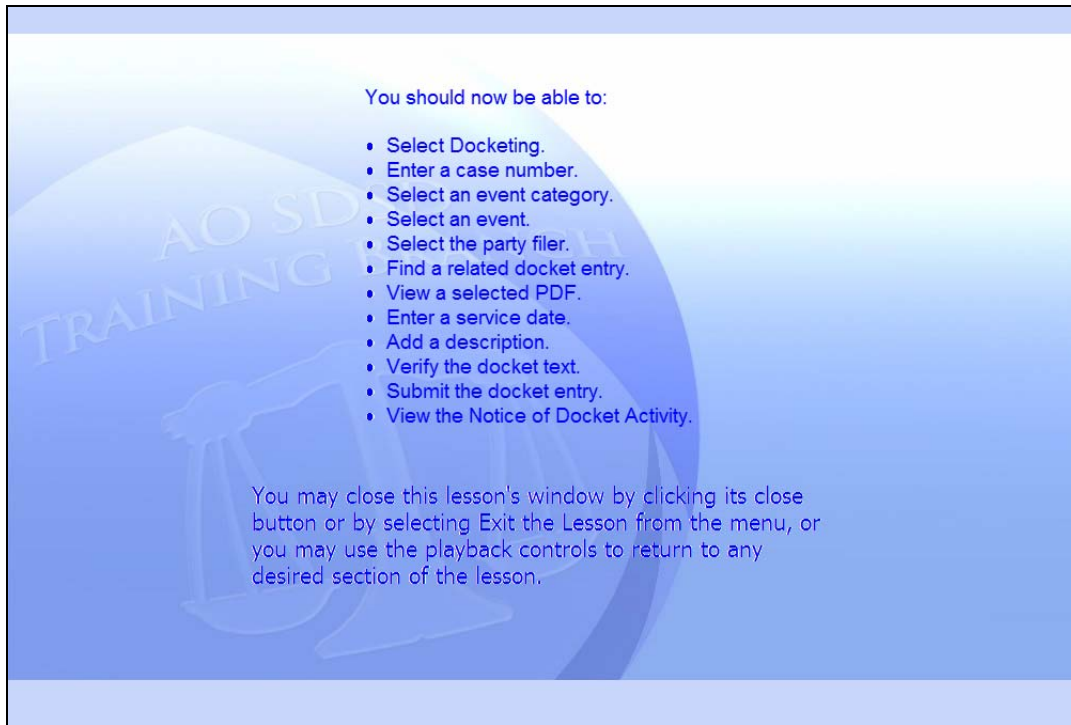 You should now be able to:
• Select Docketing.
• Enter a case number.
• Select an event category.
• Select an event.
• Select the party filer.
• Find a related docket entry.
• View a selected PDF.
• Enter a service date.
• Add a description.
• Verify the docket text.
• Submit the docket entry.
• View the Notice of Docket Activity.
AO SDS
TRAINING BRANCH
You may close this lesson's window by clicking its close
button or by selecting Exit the Lesson from the menu, or
you may use the playback controls to return to any
desired section of the lesson.